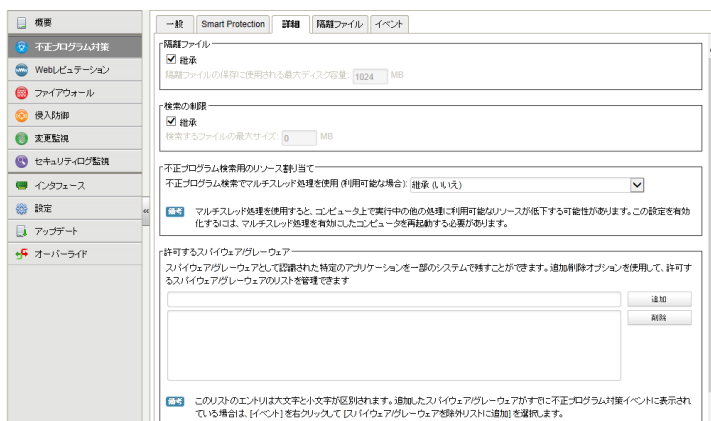 概要
不正プログラム対策
Webレピュテーション
ファイアウォール
侵入防御
変更監視
セキュリティログ監視
インタフェース
設定
アップデート
オーバーライド
«
一般 Smart Protection 詳細 隔離ファイル イベント
隔離ファイル
継承
隔離ファイルの保存に使用される最大ディスク容量: 1024 MB
検索の制限
継承
検索するファイルの最大サイズ: 0 MB
不正プログラム検索用のリソース割り当て
不正プログラム検索でマルチスレッド処理を使用 (利用可能な場合): 継承 (いいえ)
備考 マルチスレッド処理を使用すると、コンピュータ上で実行中の他の処理に利用可能なリソースが低下する可能性があります。この設定を有効
化するには、マルチスレッド処理を有効にしたコンピュータを再起動する必要があります。
許可するスパイウェア/グレーウェア
スパイウェア/グレーウェアとして認識された特定のアプリケーションを一部のシステムで残すことができます。追加/削除オプションを使用して、許可す
るスパイウェア/グレーウェアのリストを管理できます
追加
削除
備考 このリストのエントリは大文字と小文字が区別されます。追加したスパイウェア/グレーウェアがすでに不正プログラム対策イベントに表示され
ている場合は、[イベント] を右クリックして [スパイウェア/グレーウェアを除外リストに追加] を選択します。